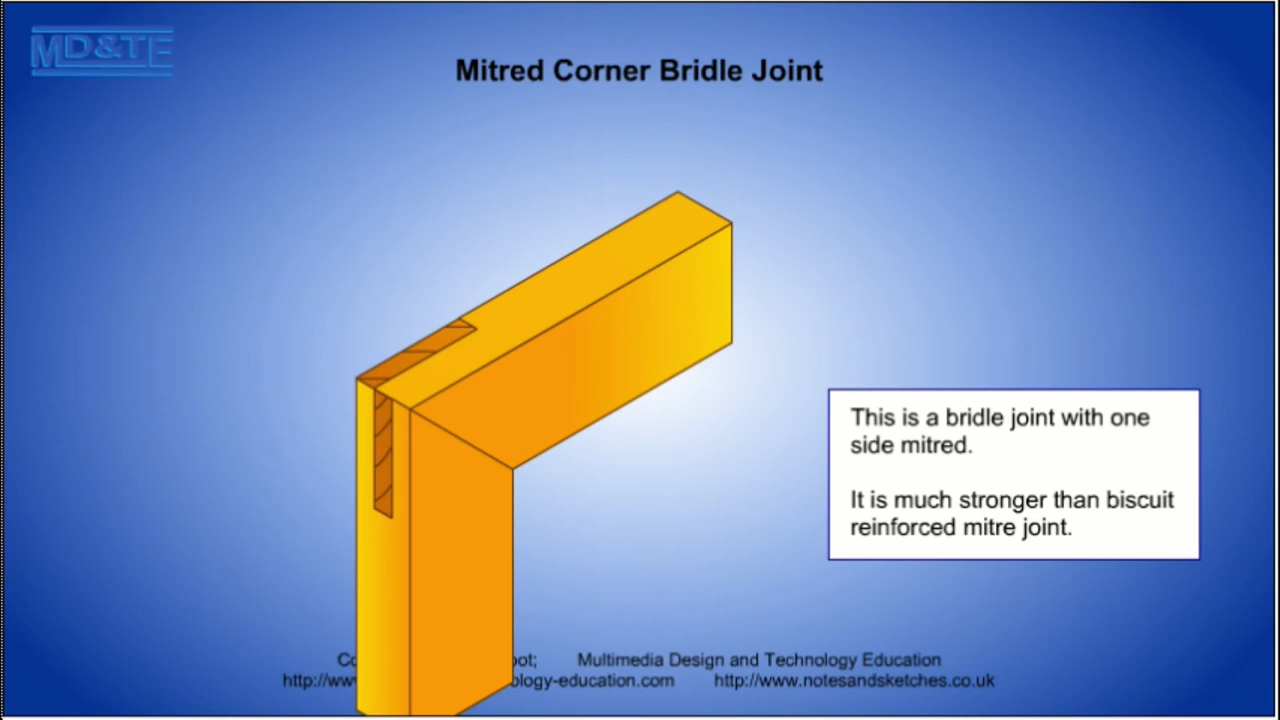 MD&TE
Mitred Corner Bridle Joint
This is a bridle joint with one
side mitred.
It is much stronger than biscuit
reinforced mitre joint.
Multimedia Design and Technology Education
http://www ology-education.com http://www.notesandsketches.co.uk